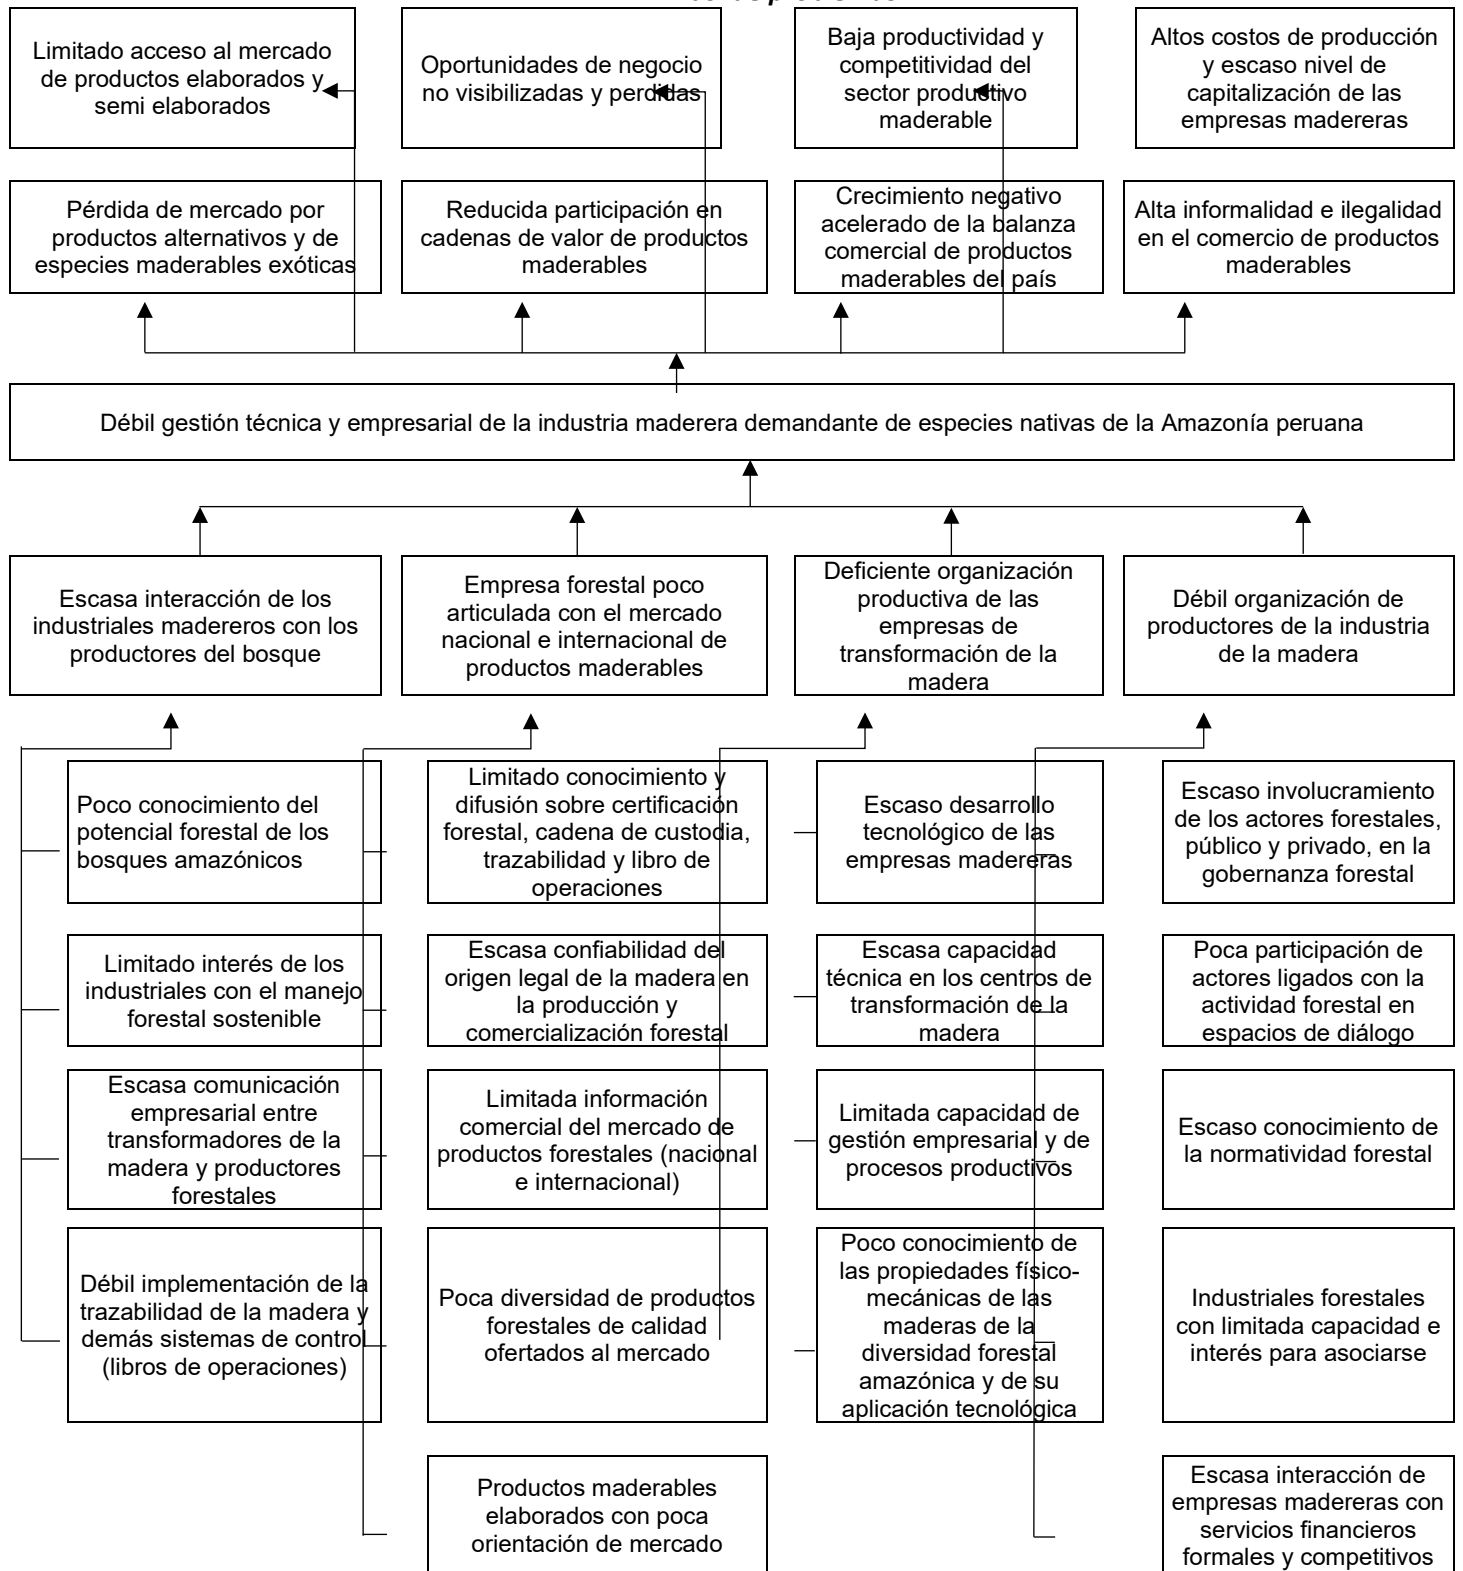 Limitado acceso al mercado
de productos elaborados y
semi elaborados
Oportunidades de negocio
no visibilizadas y perdidas
Baja productividad y
competitividad del
sector productivo
maderable
Altos costos de producción
y escaso nivel de
capitalización de las
empresas madereras
Pérdida de mercado por
productos alternativos y de
especies maderables exóticas
Reducida participación en
cadenas de valor de productos
maderables
Crecimiento negativo
acelerado de la balanza
comercial de productos
maderables del país
Alta informalidad e ilegalidad
en el comercio de productos
maderables
Débil gestión técnica y empresarial de la industria maderera demandante de especies nativas de la Amazonía peruana
Escasa interacción de los
industriales madereros con los
productores del bosque
Empresa forestal poco
articulada con el mercado
nacional e internacional de
productos maderables
Deficiente organización
productiva de las
empresas de
transformación de la
madera
Débil organización de
productores de la industria
de la madera
Poco conocimiento del
potencial forestal de los
bosques amazónicos
Limitado conocimiento y
difusión sobre certificación
forestal, cadena de custodia,
trazabilidad y libro de
operaciones
Escaso desarrollo
tecnológico de las
empresas madereras
Escaso involucramiento
de los actores forestales,
público y privado, en la
gobernanza forestal
Limitado interés de los
industriales con el manejo
forestal sostenible
Escasa confiabilidad del
origen legal de la madera en
la producción y
comercialización forestal
Escasa capacidad
técnica en los centros de
transformación de la
madera
Poca participación de
actores ligados con la
actividad forestal en
espacios de diálogo
Escasa comunicación
empresarial entre
transformadores de la
madera y productores
forestales
Limitada información
comercial del mercado de
productos forestales (nacional
e internacional)
Limitada capacidad de
gestión empresarial y de
procesos productivos
Escaso conocimiento de
la normatividad forestal
Débil implementación de la
trazabilidad de la madera y
demás sistemas de control
(libros de operaciones)
Poca diversidad de productos
forestales de calidad
ofertados al mercado
Poco conocimiento de
las propiedades físico-
mecánicas de las
maderas de la
diversidad forestal
amazónica y de su
aplicación tecnológica
Industriales forestales
con limitada capacidad e
interés para asociarse
Productos maderables
elaborados con poca
orientación de mercado
Escasa interacción de
empresas madereras con
servicios financieros
formales y competitivos